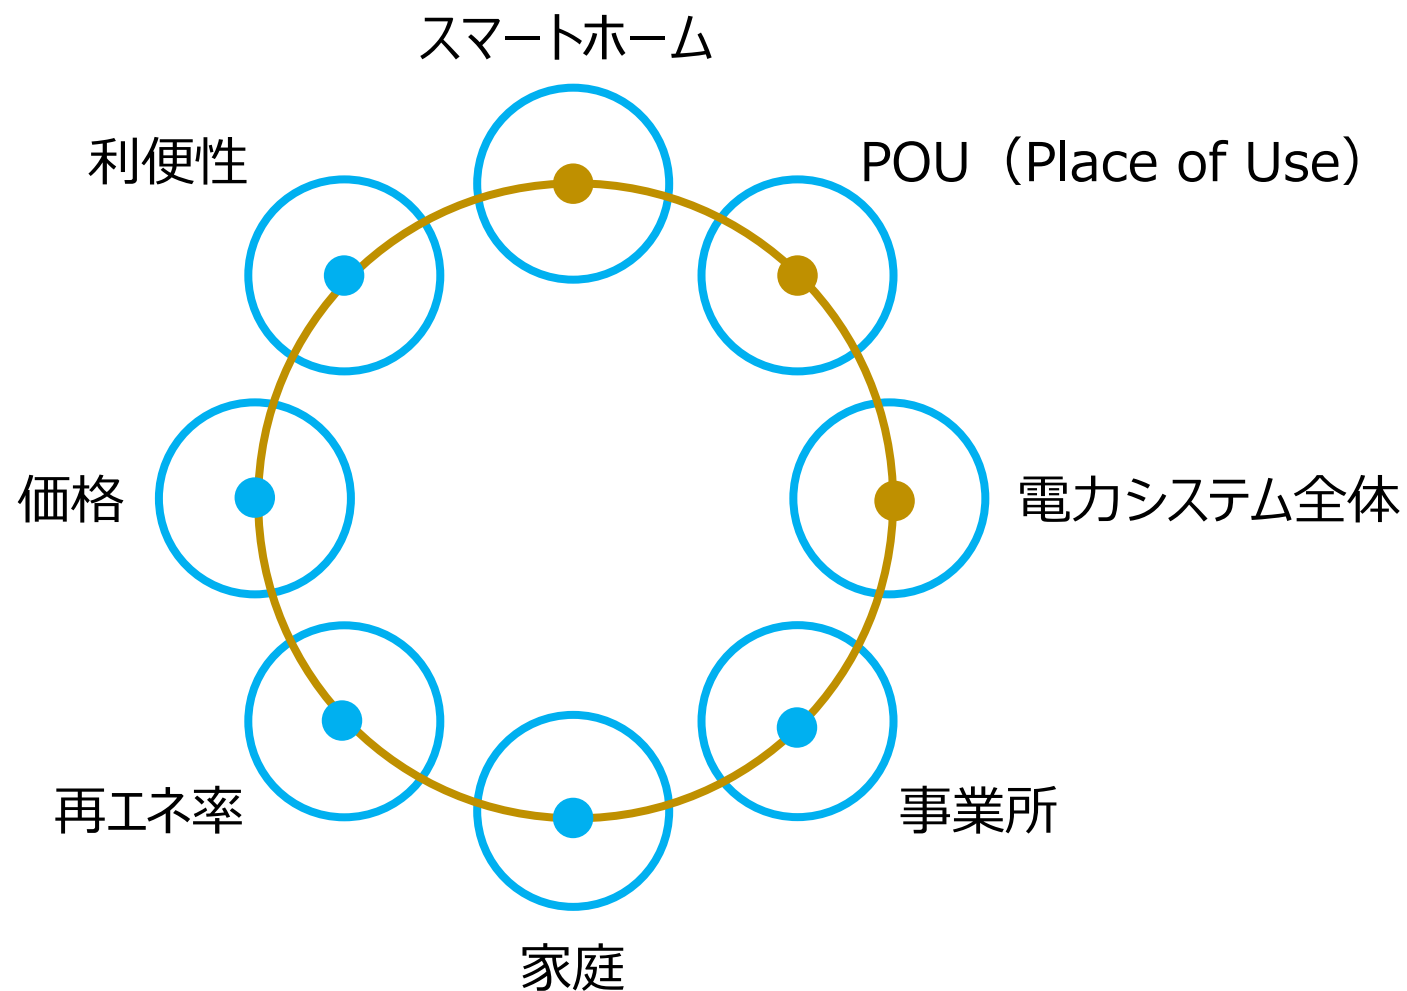 スマートホーム
利便性
POU（Place of Use）
価格
電力システム全体
再エネ率
事業所
家庭